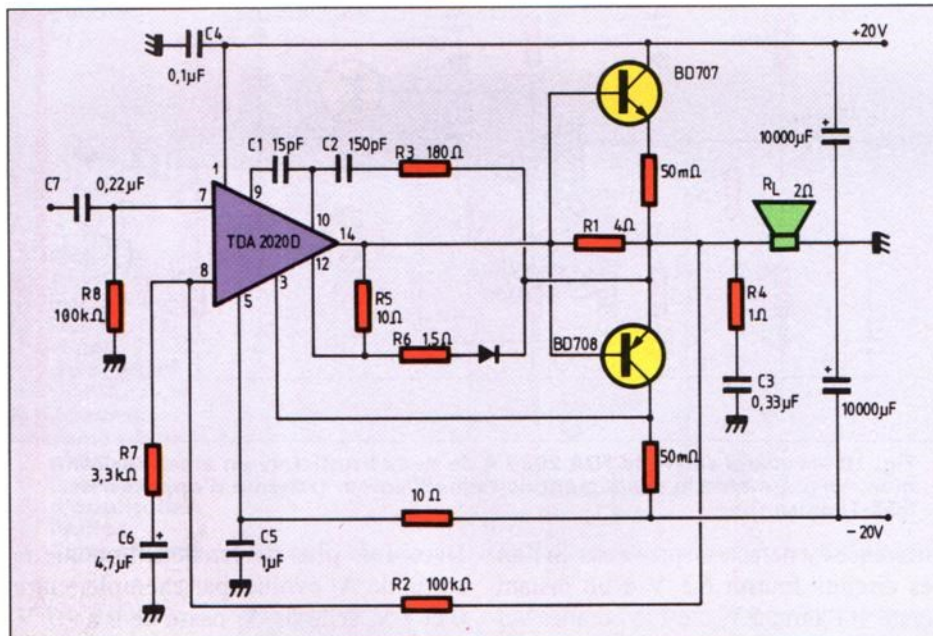 C4
0,1µF
+20V
BD707
C1 15pF C2 150pF
R3 180Ω
10000µF
50mΩ
C7
0,22µF
1
9
7
RL 2Ω
10
14
R1 4Ω
TDA 2020D
12
8
3
5
R8
100kΩ
R5
10Ω
R6 1,5Ω
BD708
R4
1Ω
C3
0,33µF
10000µF
R7
3,3kΩ
50mΩ
10Ω
-20V
C6
4,7µF
C5
1µF
R2 100kΩ